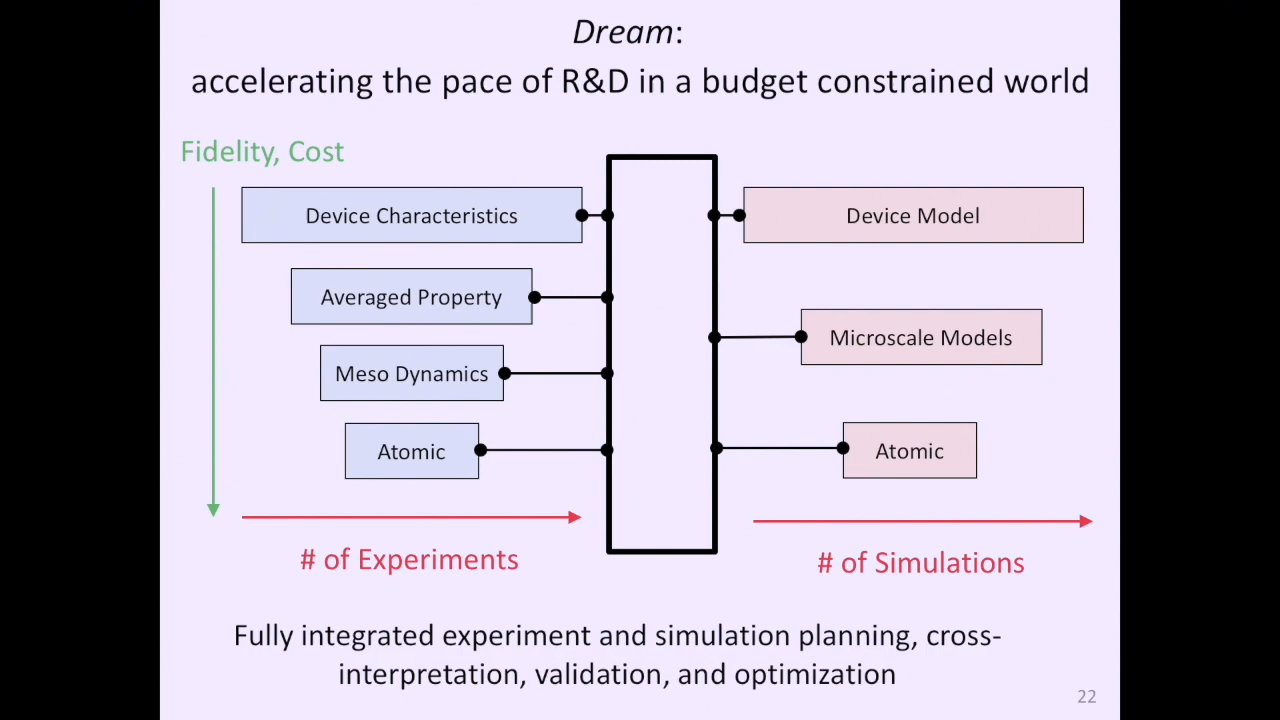 Dream:
accelerating the pace of R&D in a budget constrained world
Fidelity, Cost
Device Characteristics
Device Model
Averaged Property
Microscale Models
Meso Dynamics
Atomic
Atomic
# of Experiments
# of Simulations
Fully integrated experiment and simulation planning, cross-
interpretation, validation, and optimization
22